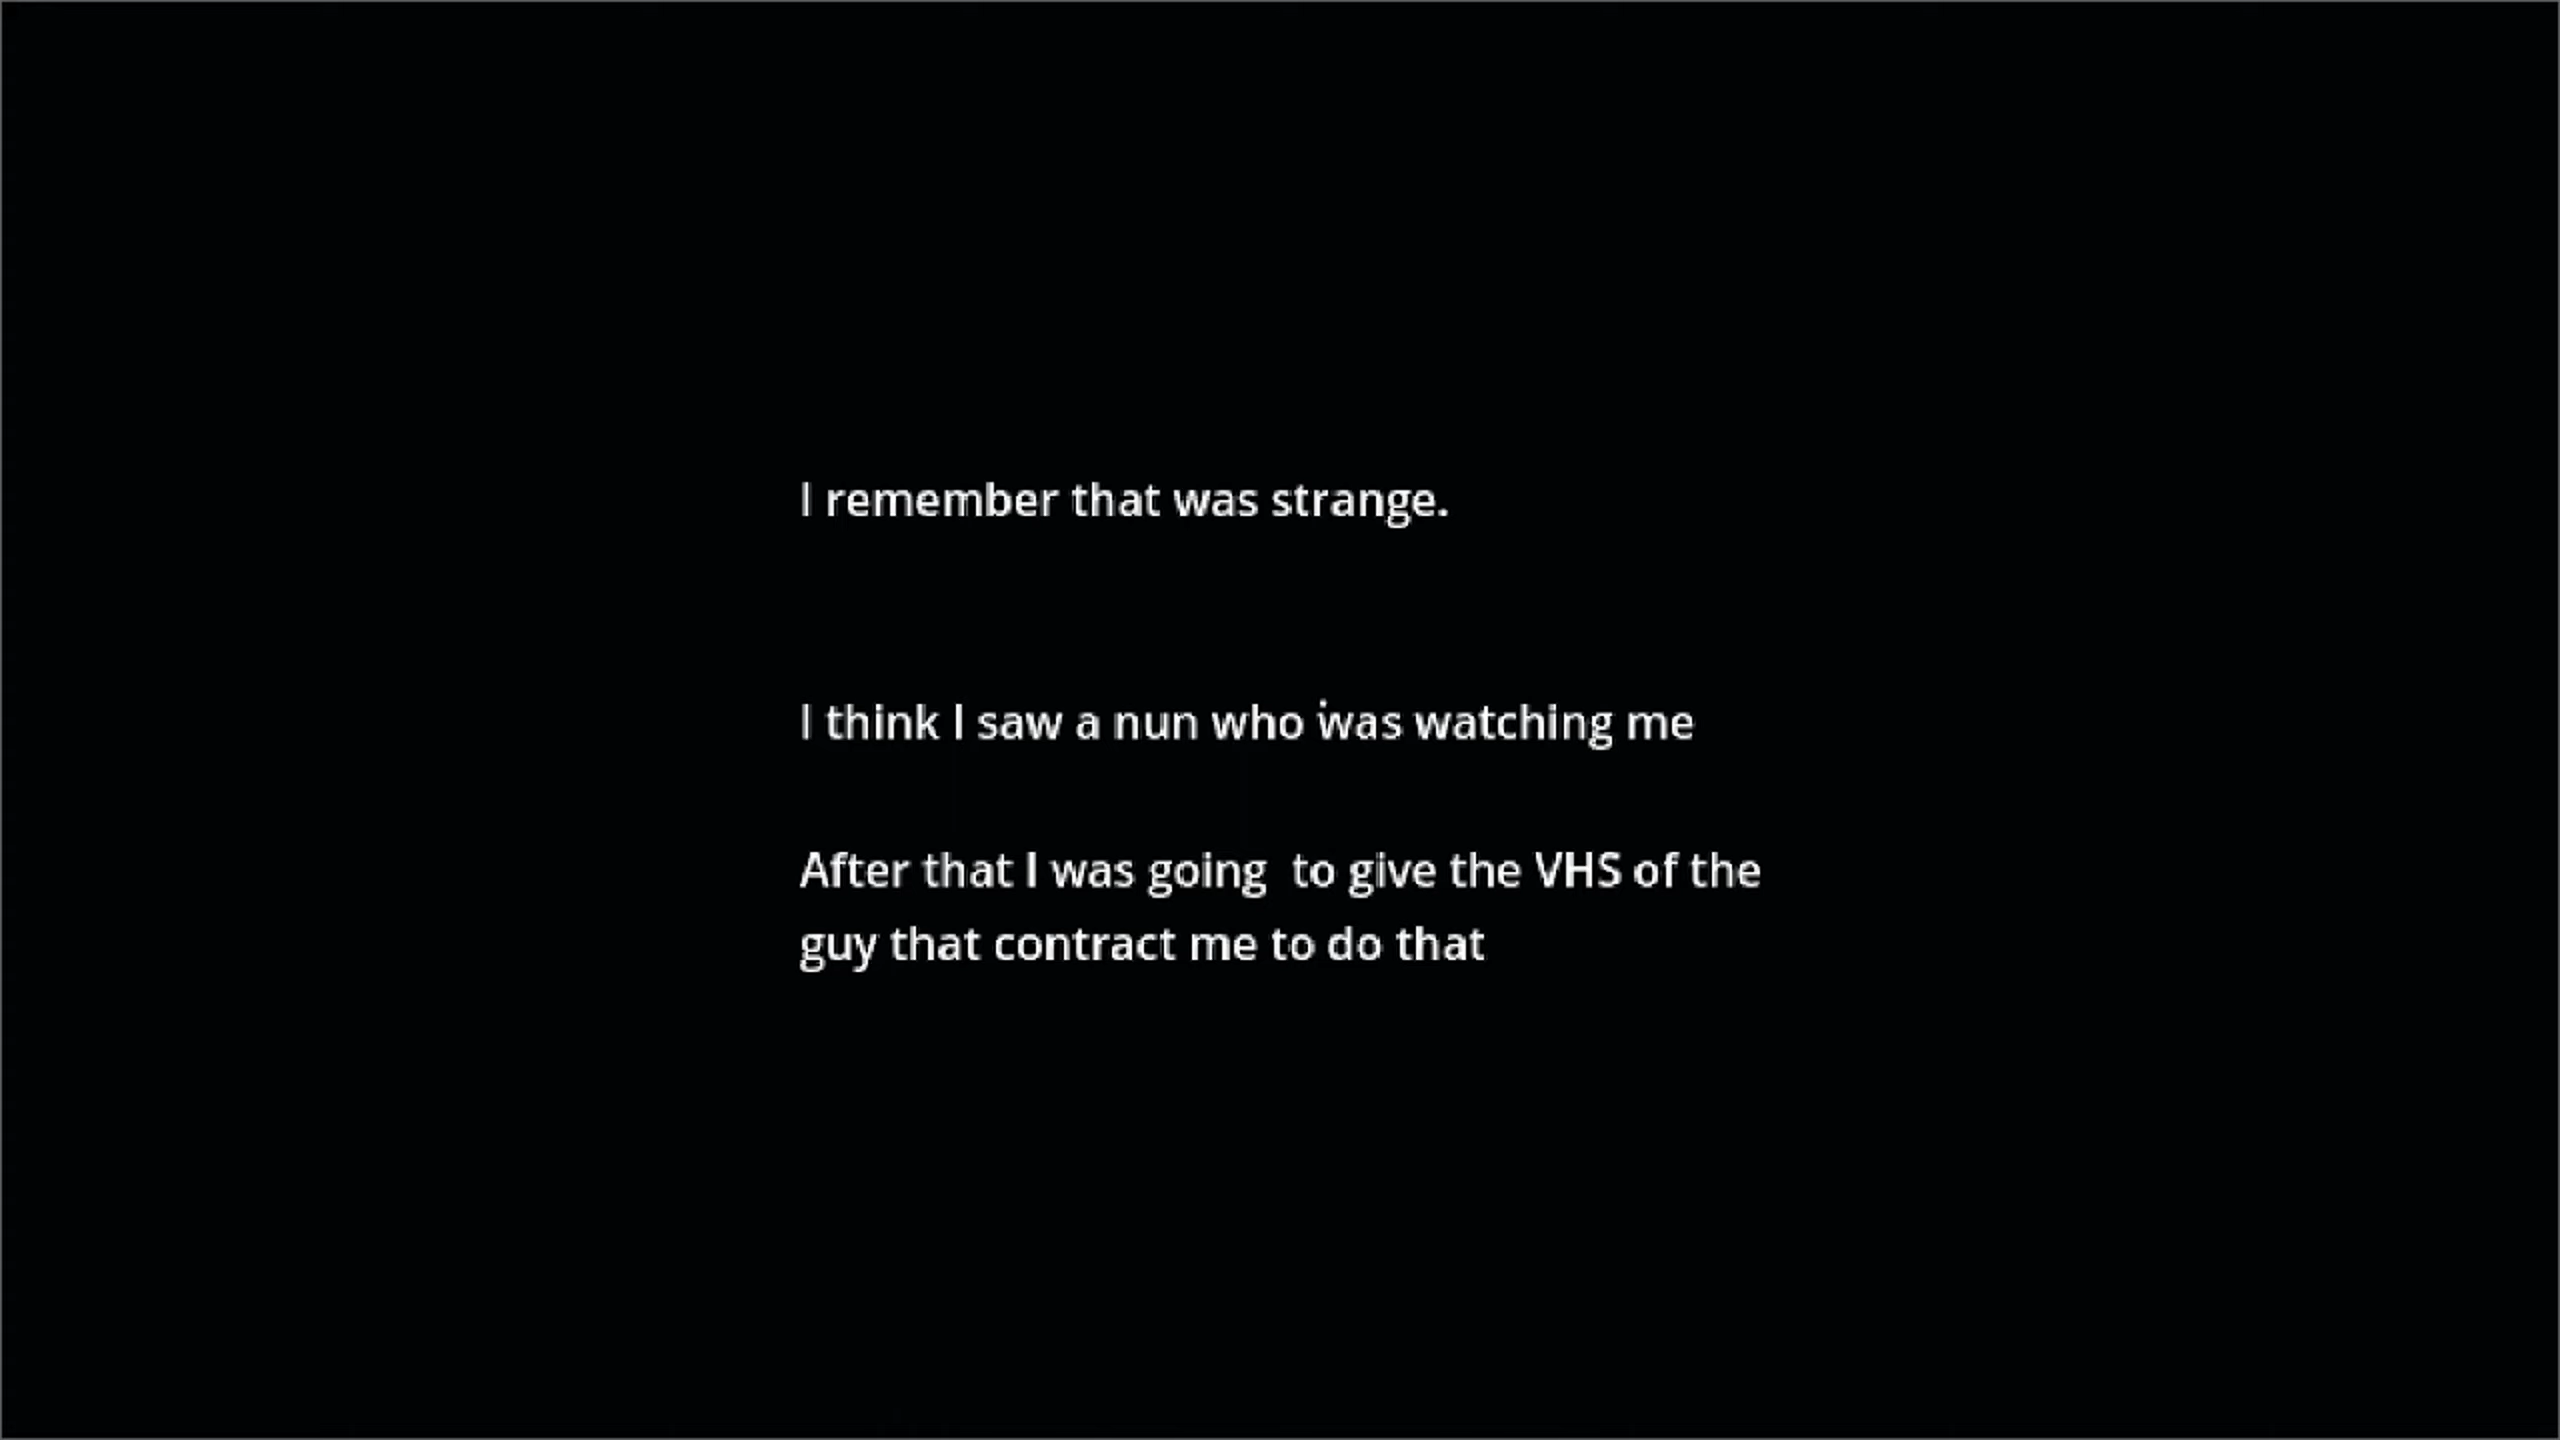 I remember that was strange.
I think I saw a nun who was watching me
After that I was going  to give the VHS of the
guy that contract me to do that